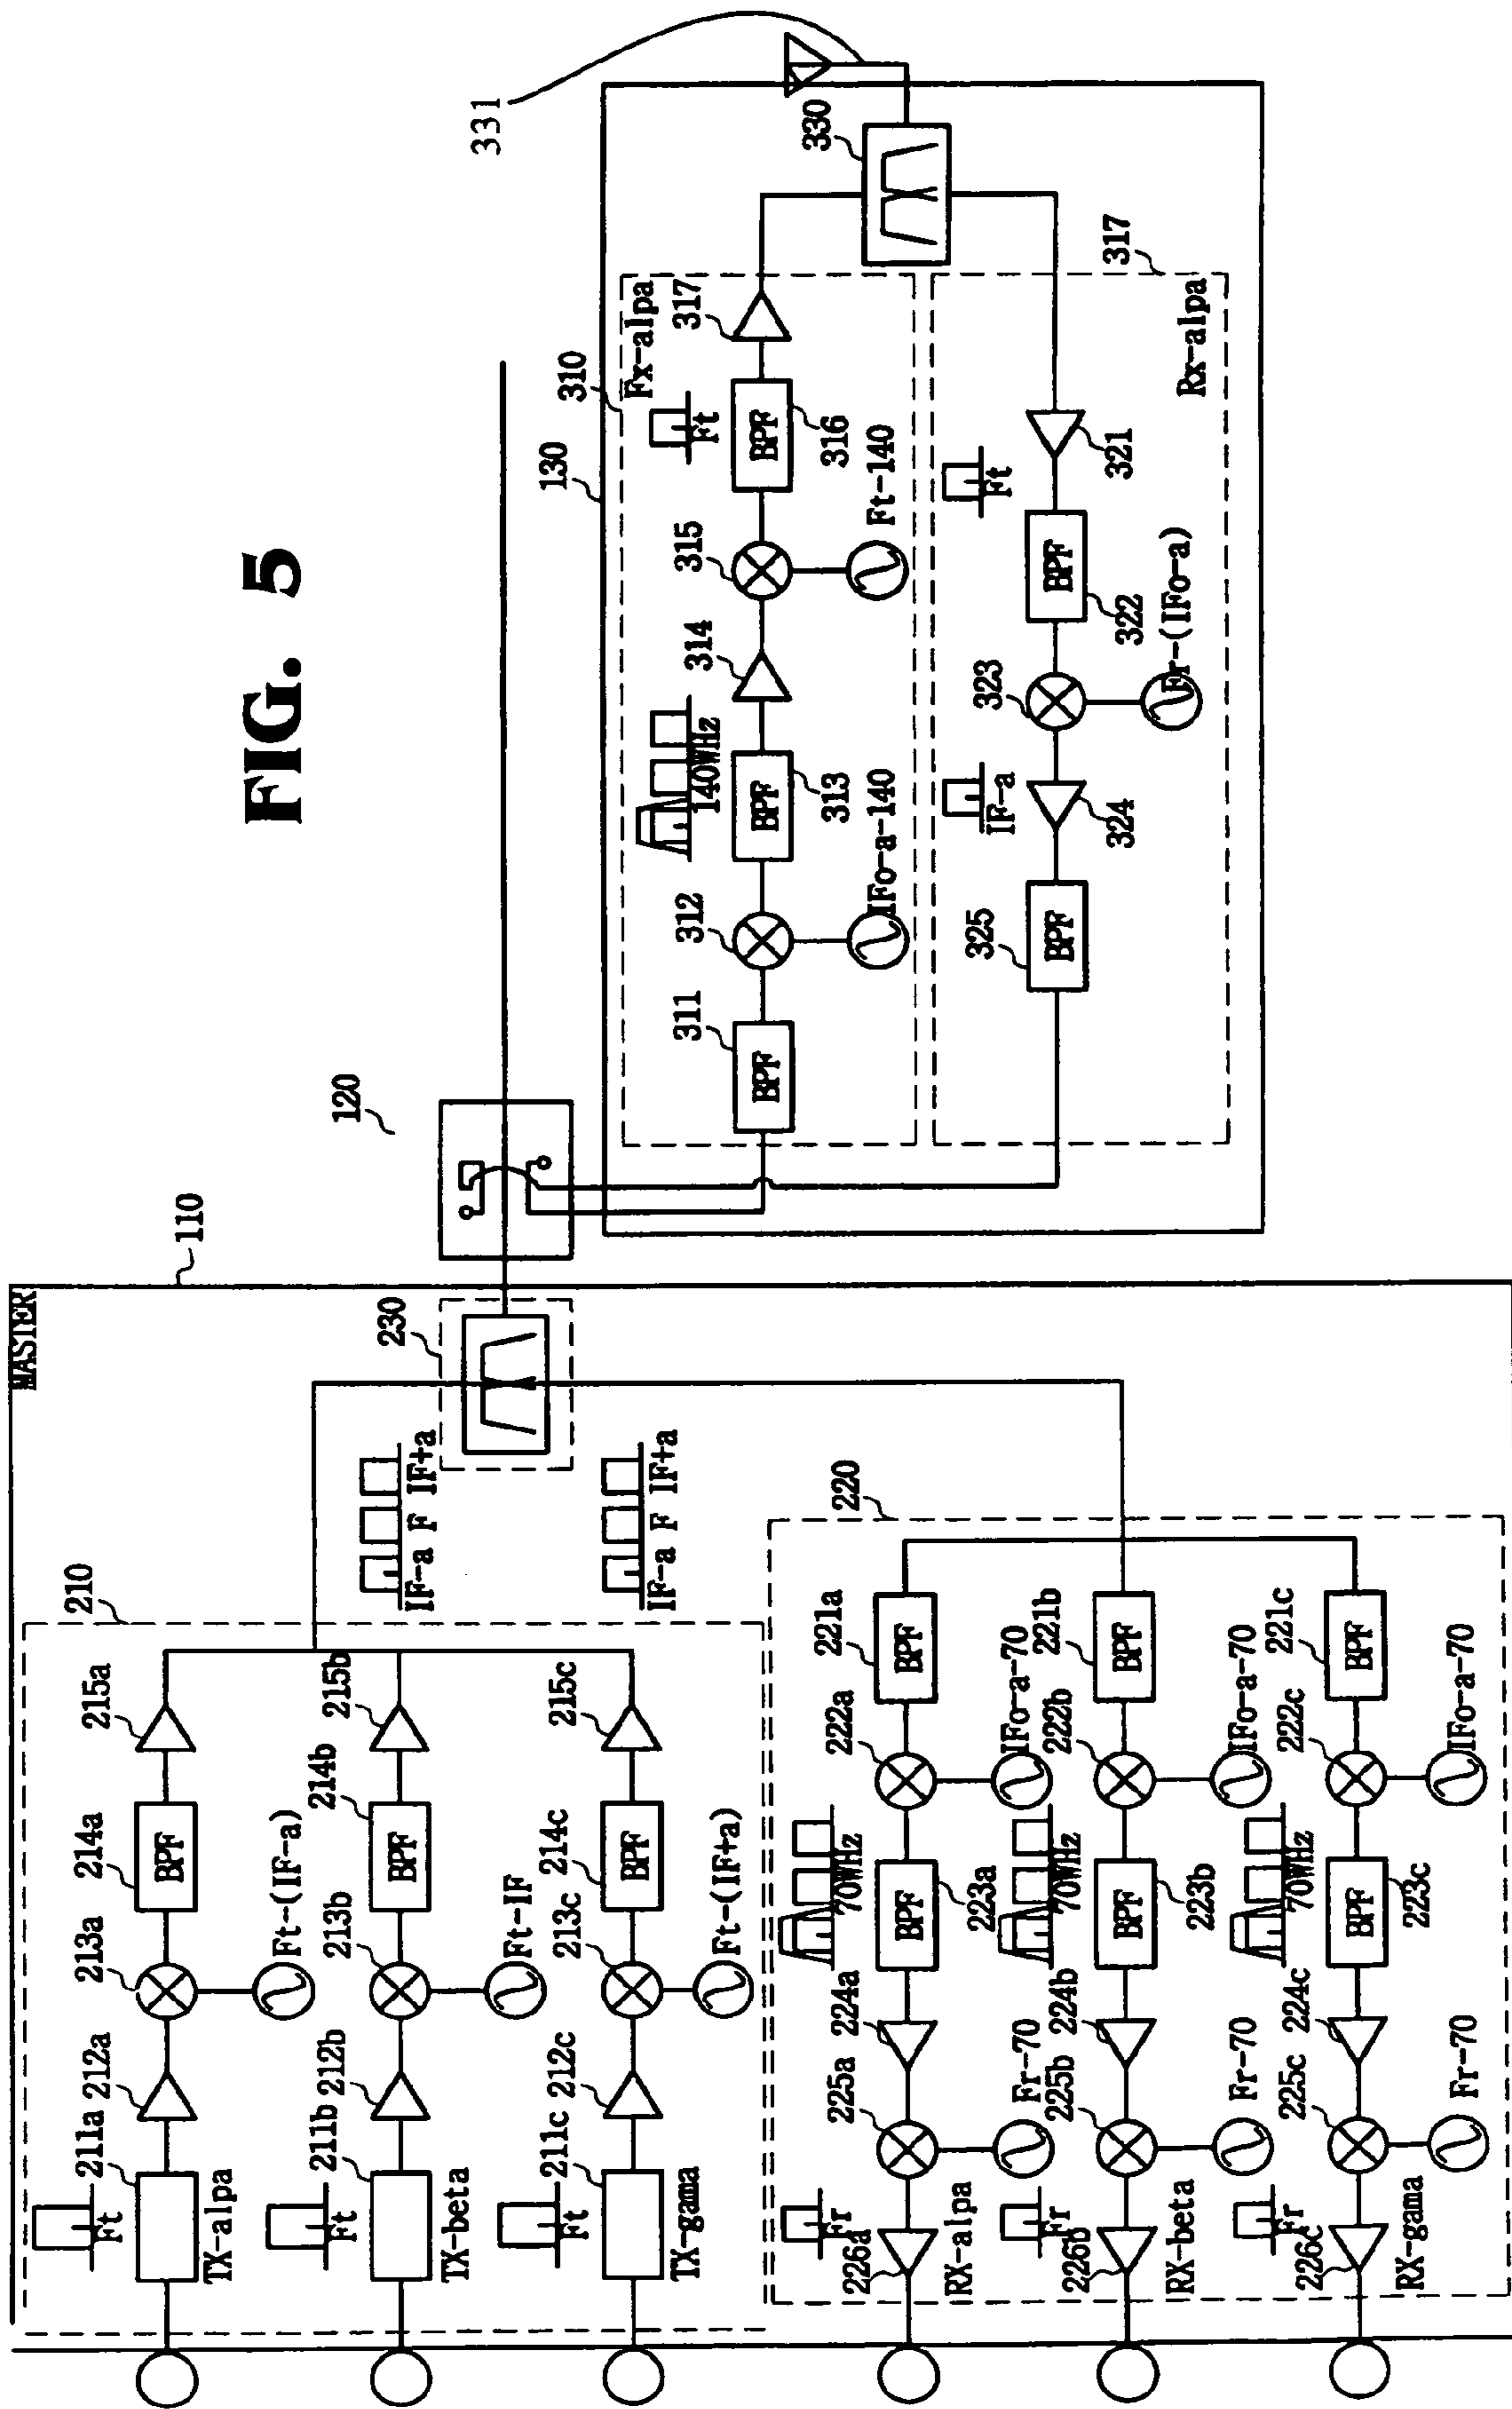 FIG. 5
MASTER
110
120
130
210
211a
212a
213a
214a
215a
Ft
TX-alpa
BPF
Ft-(IF-a)
211b
212b
213b
214b
215b
Ft
TX-beta
BPF
Ft-IF
211c
212c
213c
214c
215c
Ft
TX-gama
BPF
Ft-(IF+a)
IF-a F IF+a
IF-a F IF+a
230
220
226a
225a
224a
223a
222a
221a
Fr
RX-alpa
Fr-70
70WHz
BPF
IFo-a-70
BPF
226b
225b
224b
223b
222b
221b
Fr
RX-beta
Fr-70
70WHz
BPF
IFo-a-70
BPF
226c
225c
224c
223c
222c
221c
Fr
RX-gama
Fr-70
70WHz
BPF
IFo-a-70
BPF
310
Fx-alpa
311
312
313
314
315
316
317
BPF
IFo-a-140
140WHz
BPF
Ft-140
Ft
BPF
330
331
317
Rx-alpa
325
324
323
322
321
BPF
IF-a
Fr-(IFo-a)
BPF
Ft